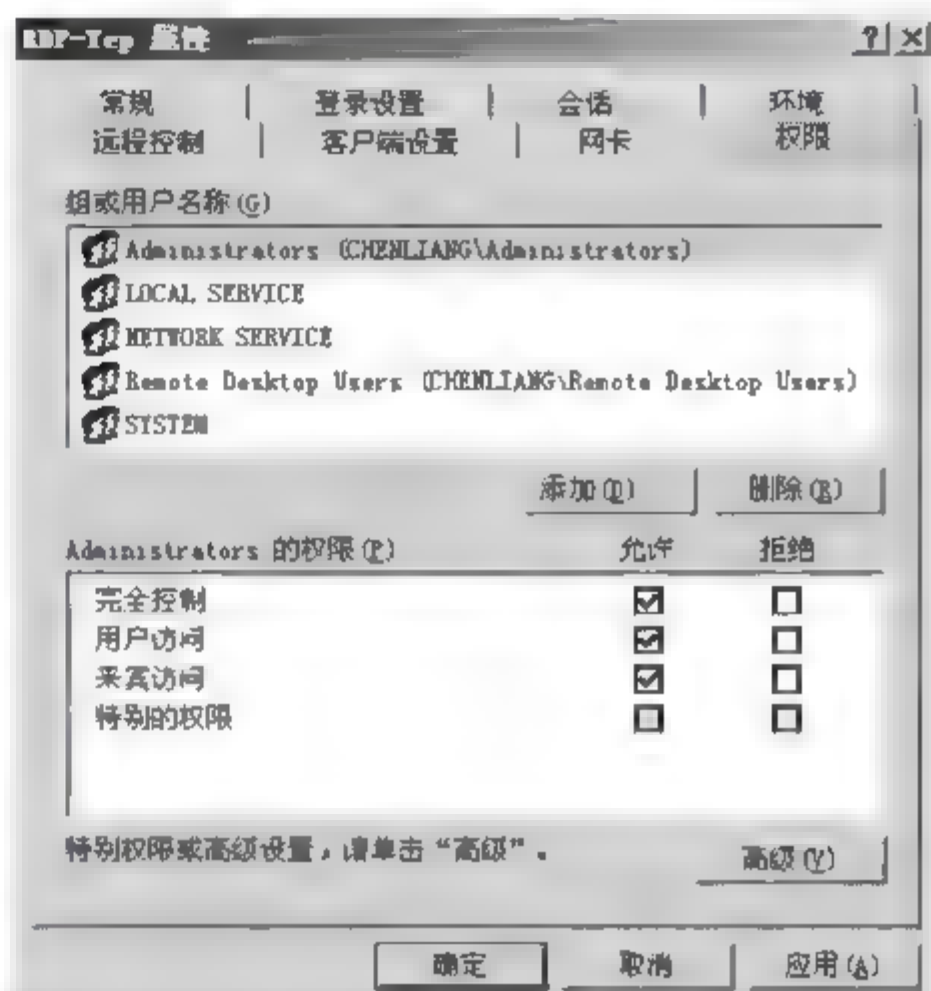 RDP-Tcp 属性
常规 登录设置 会话 环境
远程控制 客户端设置 网卡 权限
组或用户名称(G)
Administrators (CHENLIANG\Administrators)
LOCAL SERVICE
NETWORK SERVICE
Remote Desktop Users (CHENLIANG\Remote Desktop Users)
SYSTEM
添加(D) 删除(R)
Administrators 的权限(P) 允许 拒绝
完全控制
用户访问
来宾访问
特别的权限
特别权限或高级设置，请单击“高级”。
高级(V)
确定 取消 应用(A)